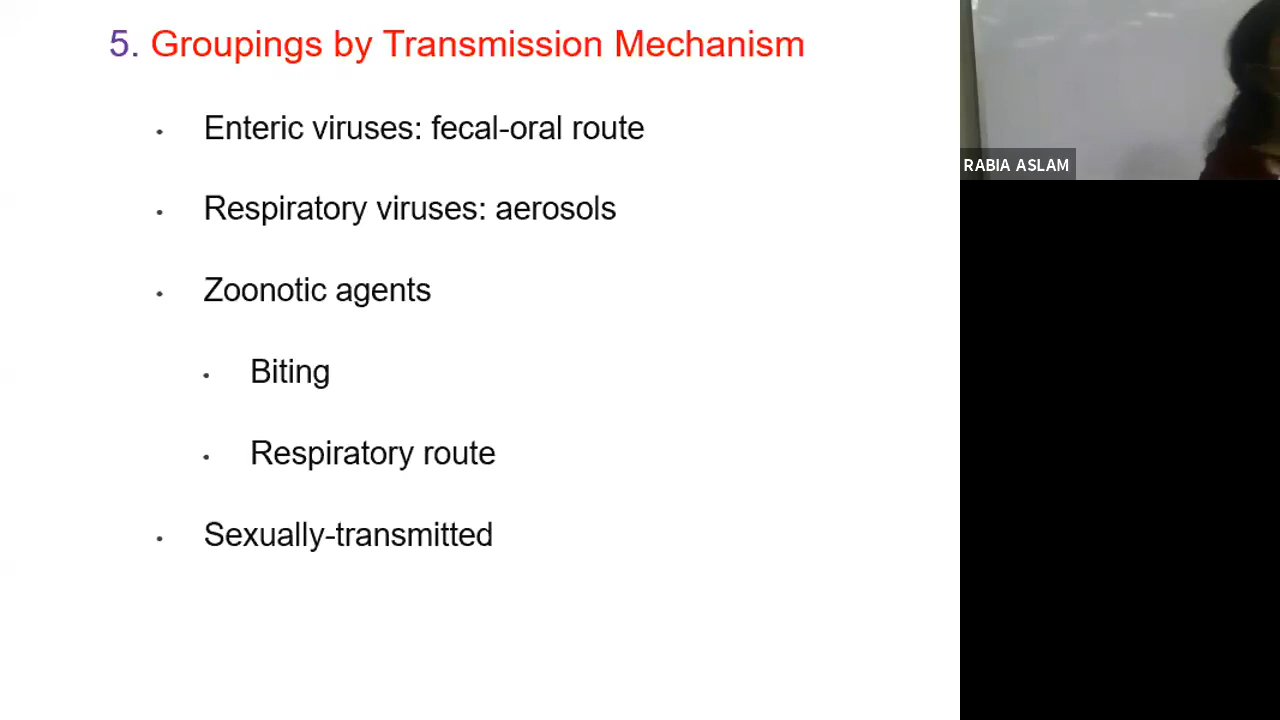 5. Groupings by Transmission Mechanism
• Enteric viruses: fecal-oral route
• Respiratory viruses: aerosols
• Zoonotic agents
• Biting
• Respiratory route
• Sexually-transmitted
RABIA ASLAM